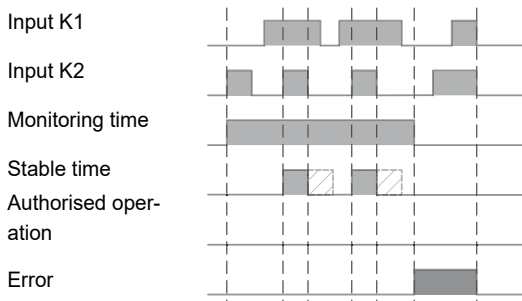 Input K1
Input K2
Monitoring time
Stable time
Authorised oper-
ation
Error